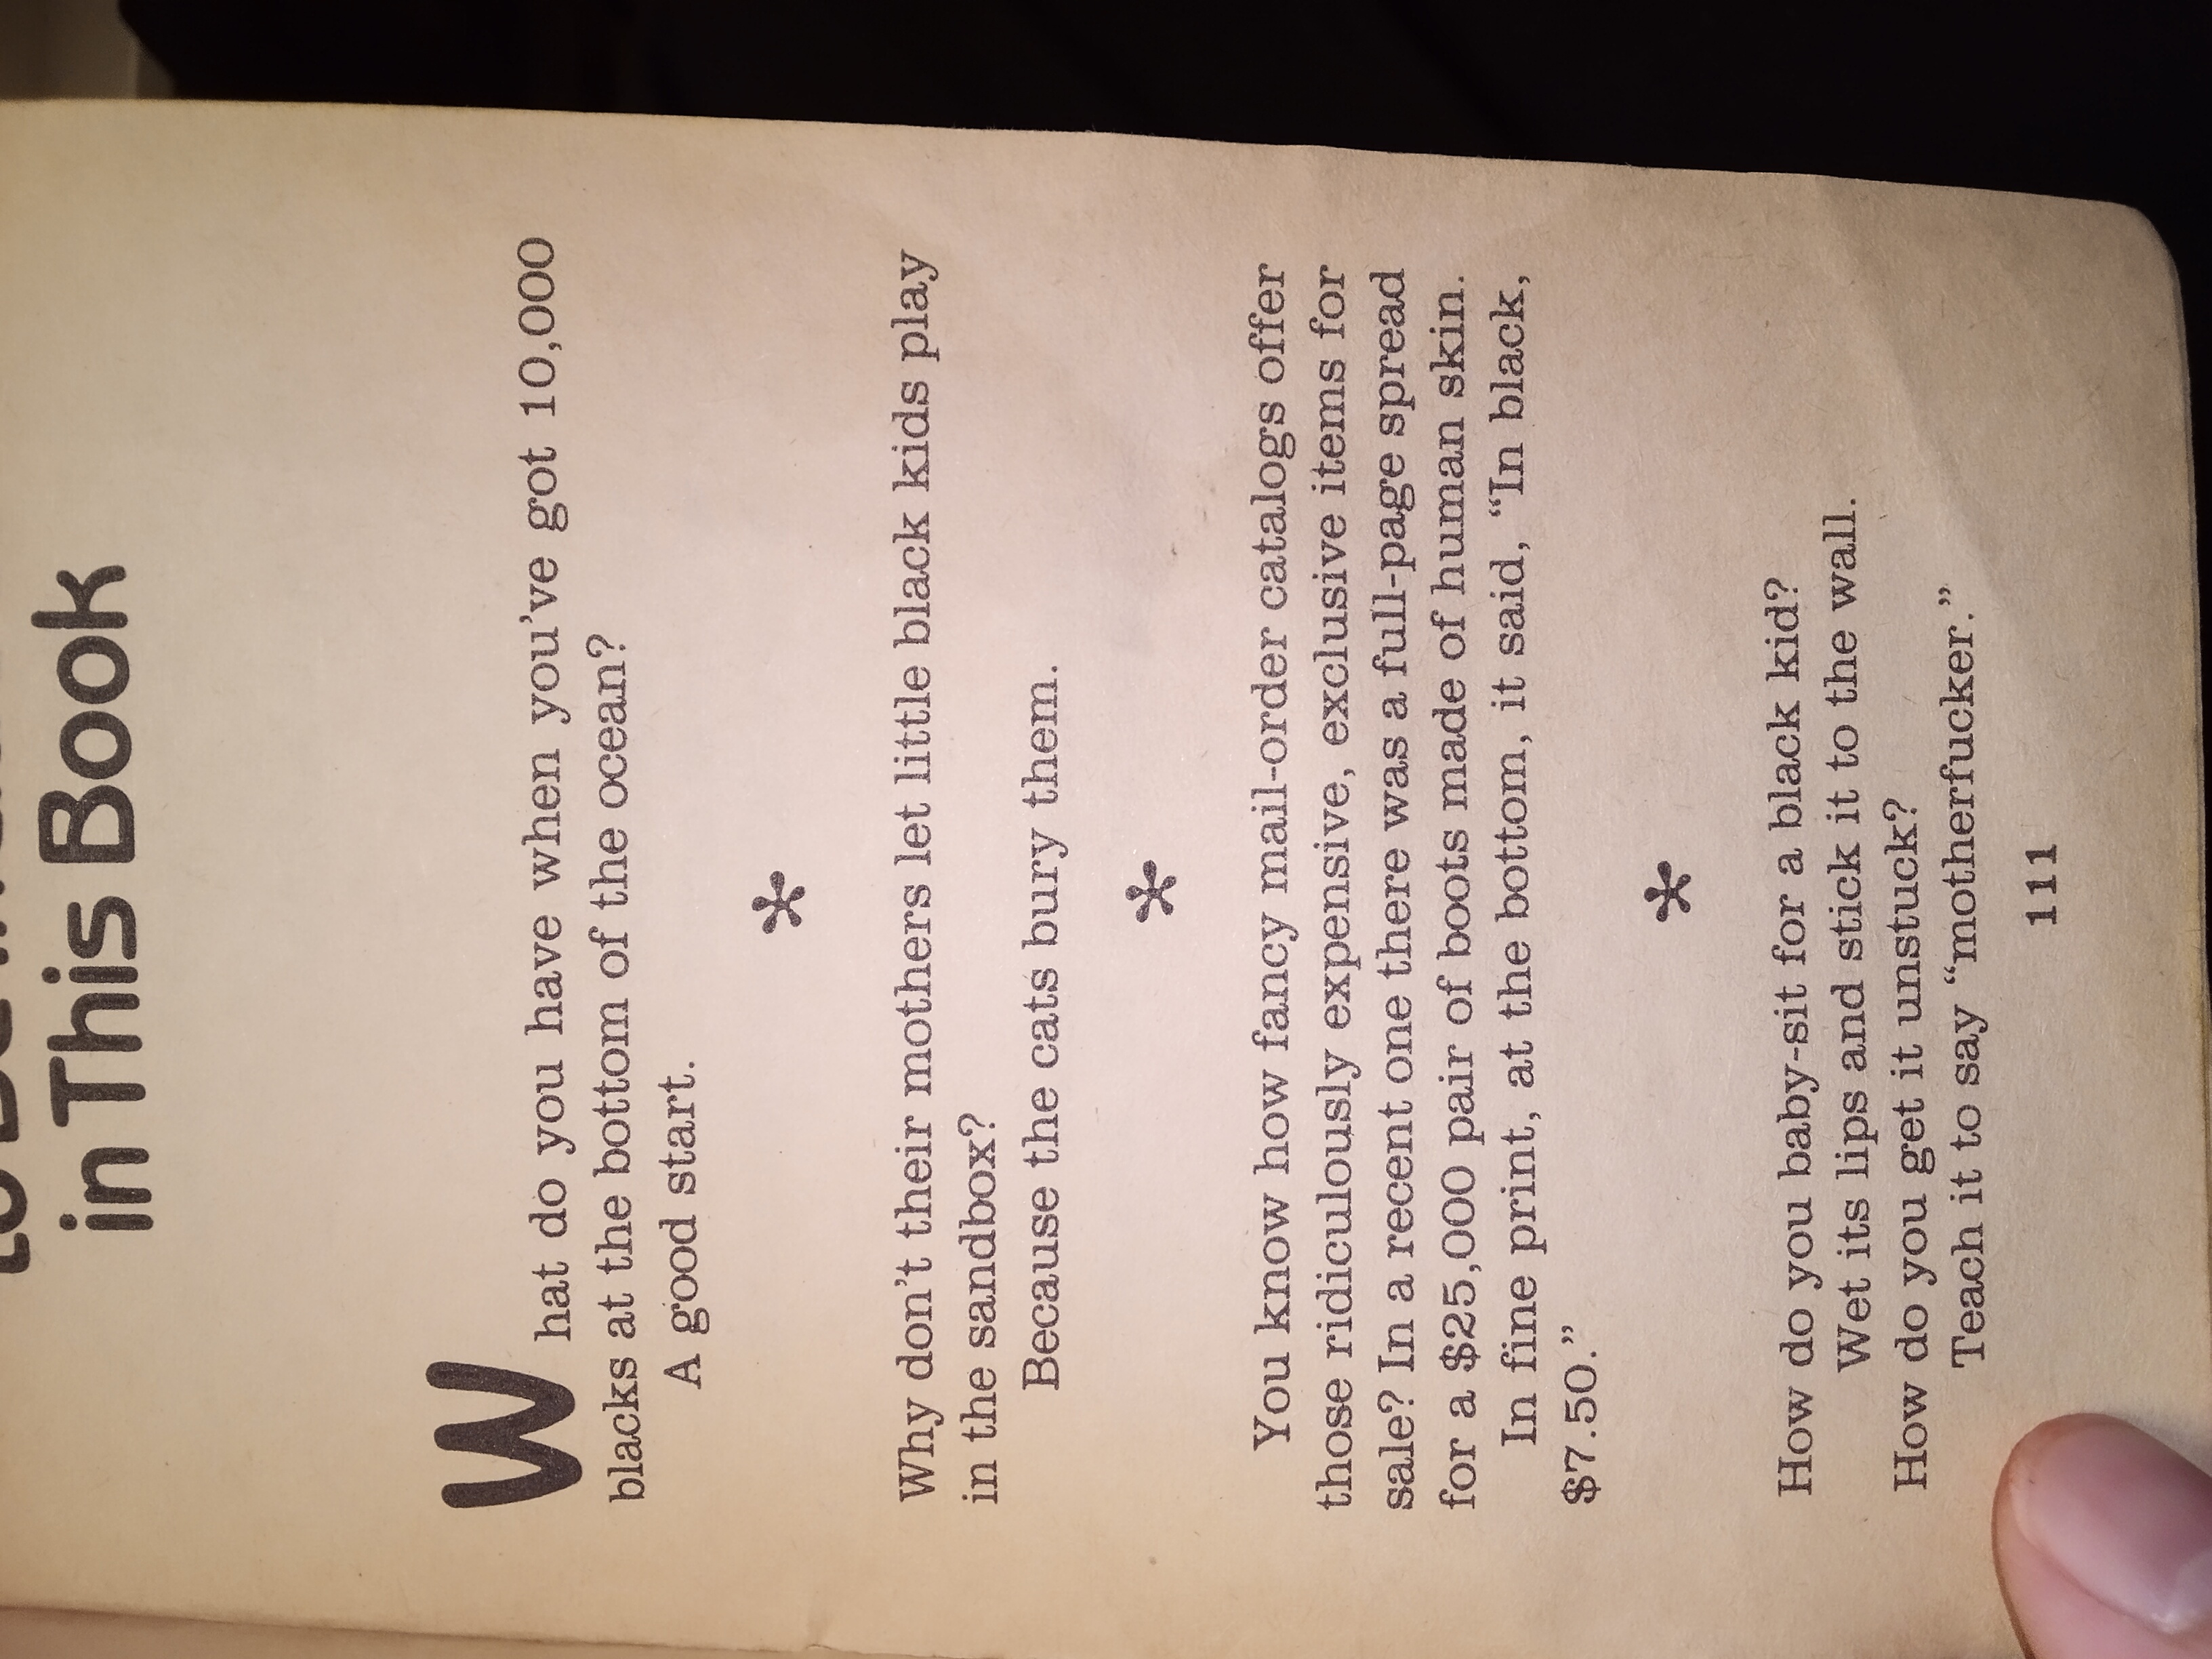 in This Book
What do you have when you've got 10,000
blacks at the bottom of the ocean?
A good start.
*
Why don't their mothers let little black kids play
in the sandbox?
Because the cats bury them.
*
You know how fancy mail-order catalogs offer
those ridiculously expensive, exclusive items for
sale? In a recent one there was a full-page spread
for a $25,000 pair of boots made of human skin.
In fine print, at the bottom, it said, “In black,
$7.50.”
*
How do you baby-sit for a black kid?
Wet its lips and stick it to the wall.
How do you get it unstuck?
Teach it to say “motherfucker.”
111